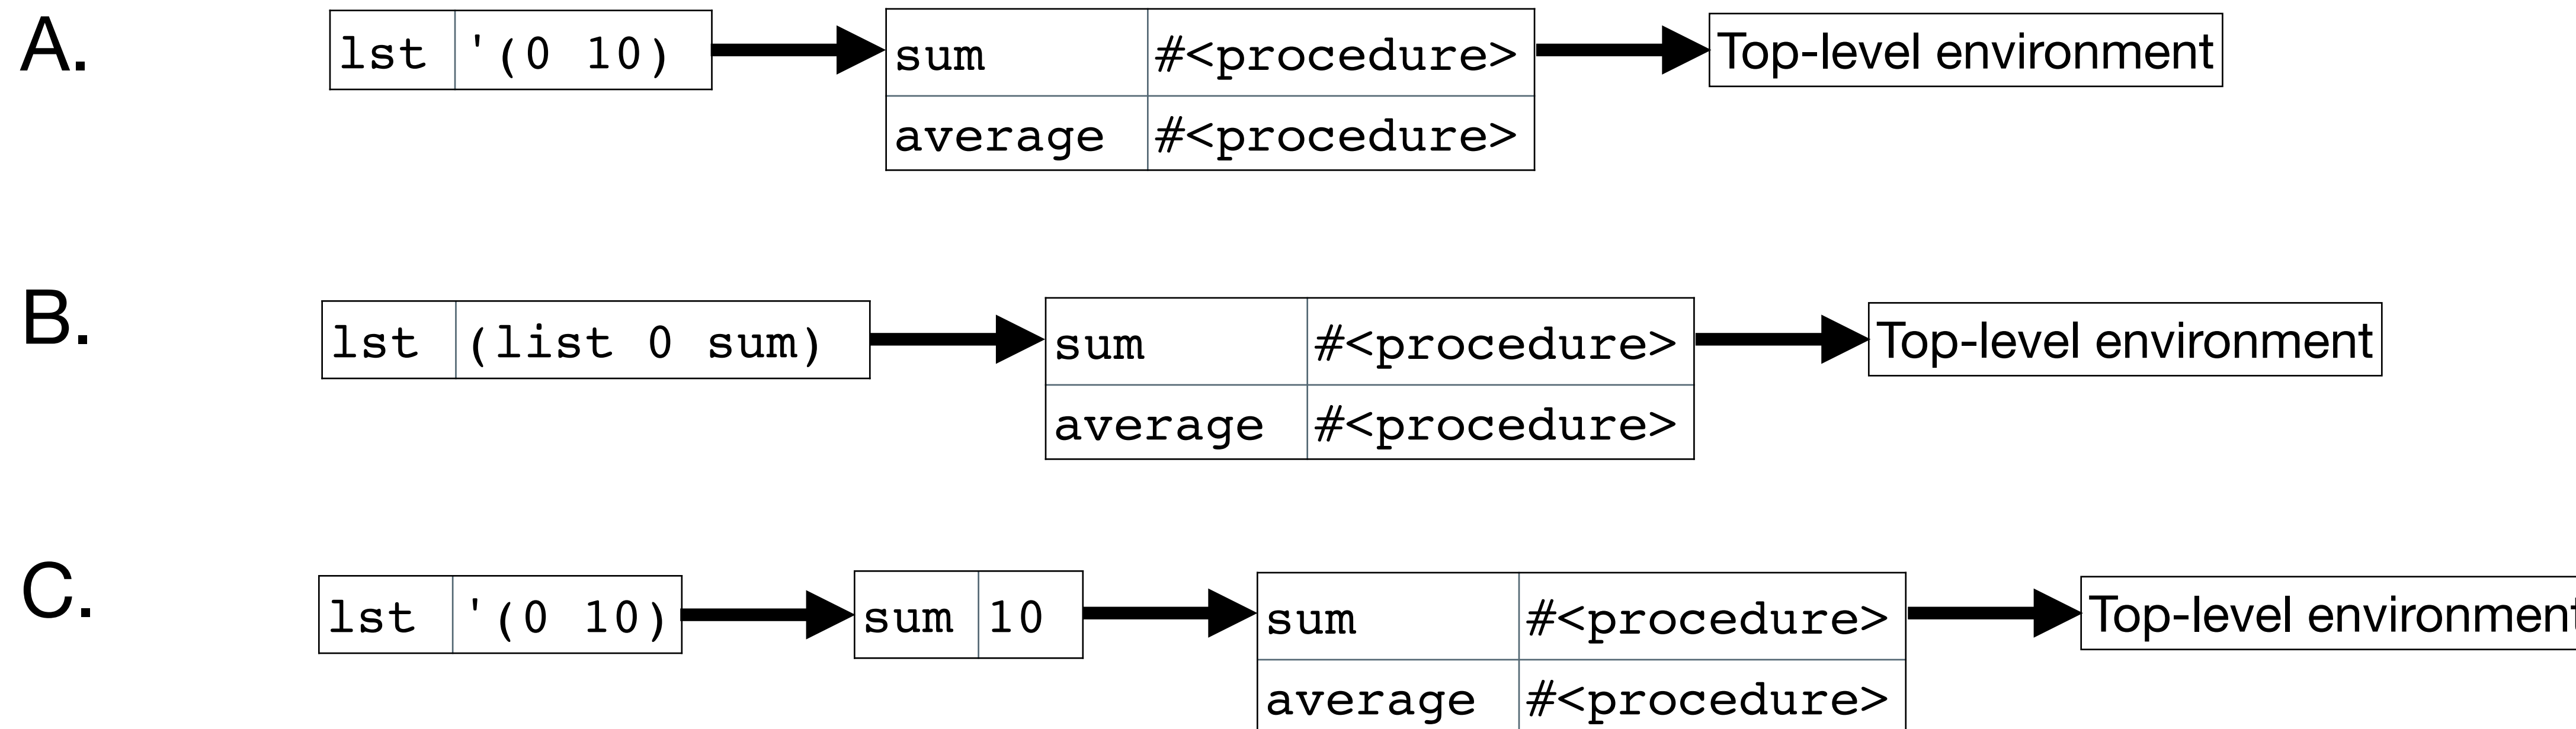 A. lst '(0 10) sum #<procedure> Top-level environment
average #<procedure>
B. lst (list 0 sum) sum #<procedure> Top-level environment
average #<procedure>
C. lst '(0 10) sum 10 sum #<procedure> Top-level environment
average #<procedure>